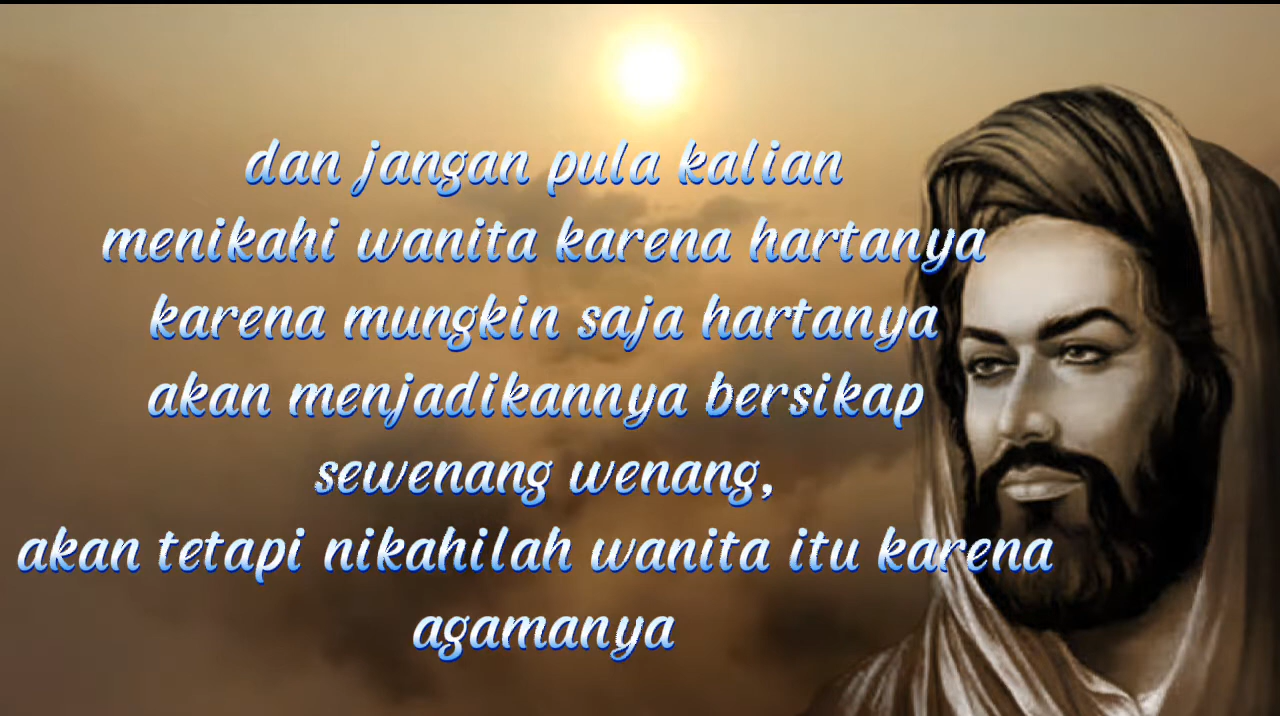 dan jangan pula kalian
menikahi wanita karena hartanya
karena mungkin saja hartanya
akan menjadikannya bersikap
sewenang wenang,
akan tetapi nikahilah wanita itu karena
agamanya